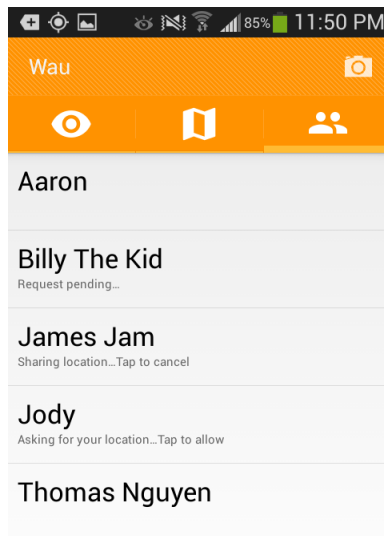 85% 11:50 PM
Wau
Aaron
Billy The Kid
Request pending...
James Jam
Sharing location...Tap to cancel
Jody
Asking for your location...Tap to allow
Thomas Nguyen